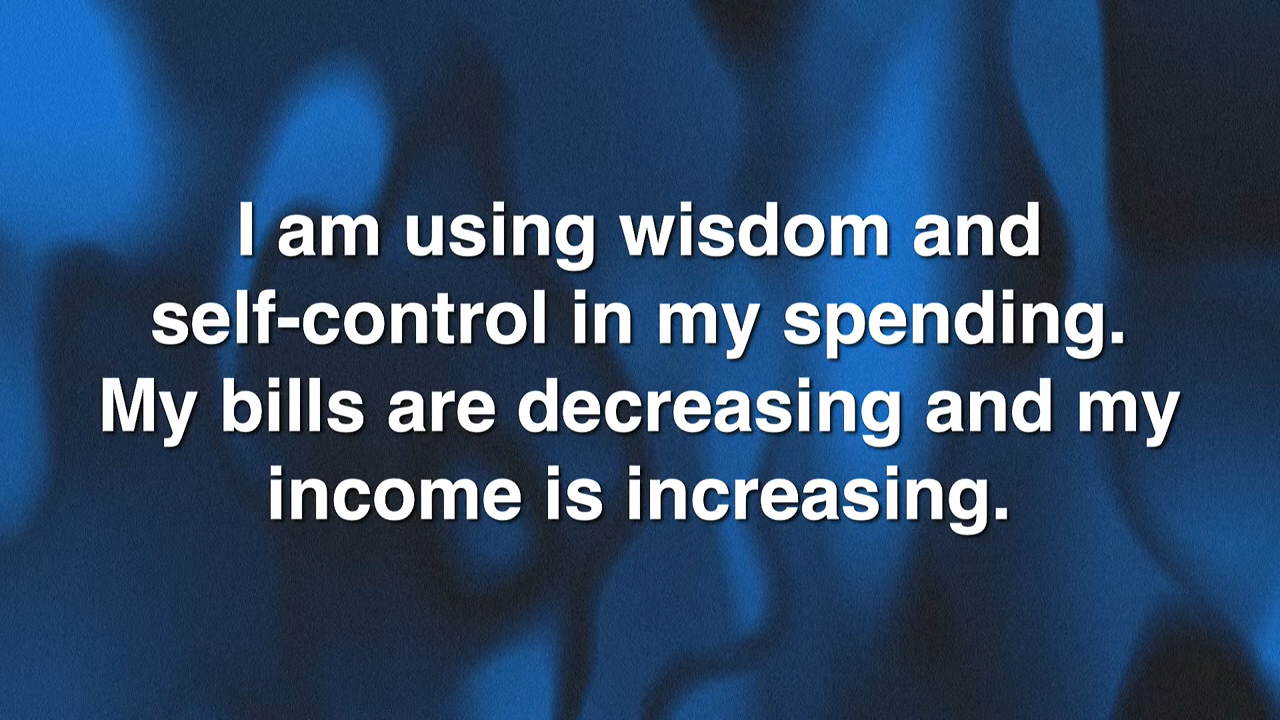 I am using wisdom and
self-control in my spending.
My bills are decreasing and my
income is increasing.